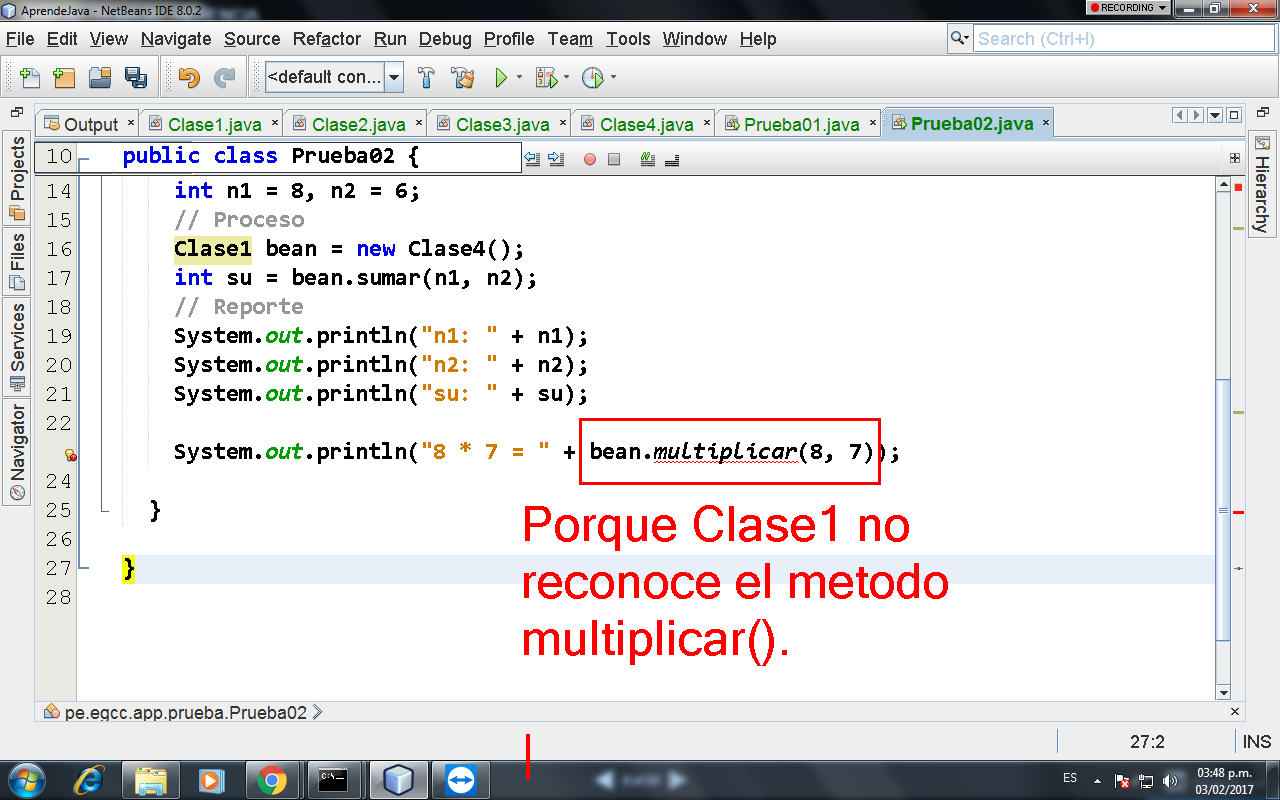 AprendeJava - NetBeans IDE 8.0.2
RECORDING
File Edit View Navigate Source Refactor Run Debug Profile Team Tools Window Help
Search (Ctrl+I)
<default con...
Output × Clase1.java × Clase2.java × Clase3.java × Clase4.java × Prueba01.java × Prueba02.java ×
Projects
Files
Services
Navigator
Hierarchy
10 public class Prueba02 {
14 int n1 = 8, n2 = 6;
15 // Proceso
16 Clase1 bean = new Clase4();
17 int su = bean.sumar(n1, n2);
18 // Reporte
19 System.out.println("n1: " + n1);
20 System.out.println("n2: " + n2);
21 System.out.println("su: " + su);
22
System.out.println("8 * 7 = " + bean.multiplicar(8, 7));
24
25 }
26
27 }
28
Porque Clase1 no
reconoce el metodo
multiplicar().
pe.egcc.app.prueba.Prueba02
27:2 INS
C:\_
ES
03:48 p.m.
03/02/2017